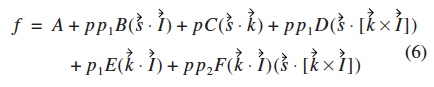 f = A + pp₁B(s⃗ · I⃗) + pC(s⃗ · k⃗) + pp₁D(s⃗ · [k⃗ × I⃗])
+ p₁E(k⃗ · I⃗) + pp₂F(k⃗ · I⃗)(s⃗ · [k⃗ × I⃗]) (6)